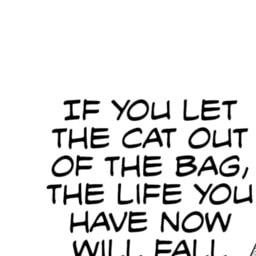 IF YOU LET
THE CAT OUT
OF THE BAG,
THE LIFE YOU
HAVE NOW
WILL FALL